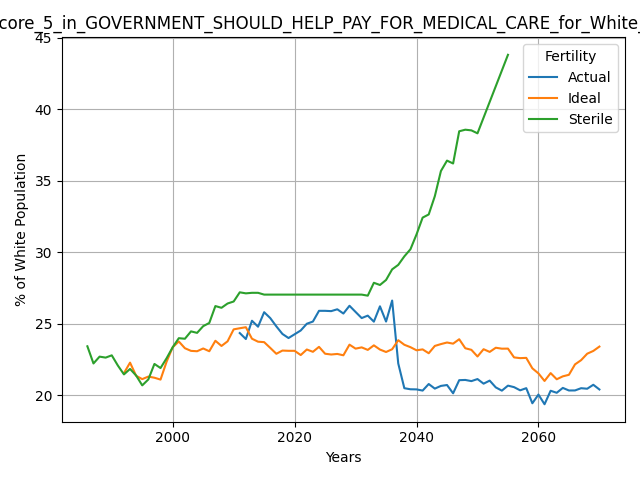 core_5_in_GOVERNMENT_SHOULD_HELP_PAY_FOR_MEDICAL_CARE_for_White_
45
40
35
30
25
20
% of White Population
Fertility
Actual
Ideal
Sterile
2000
2020
2040
2060
Years